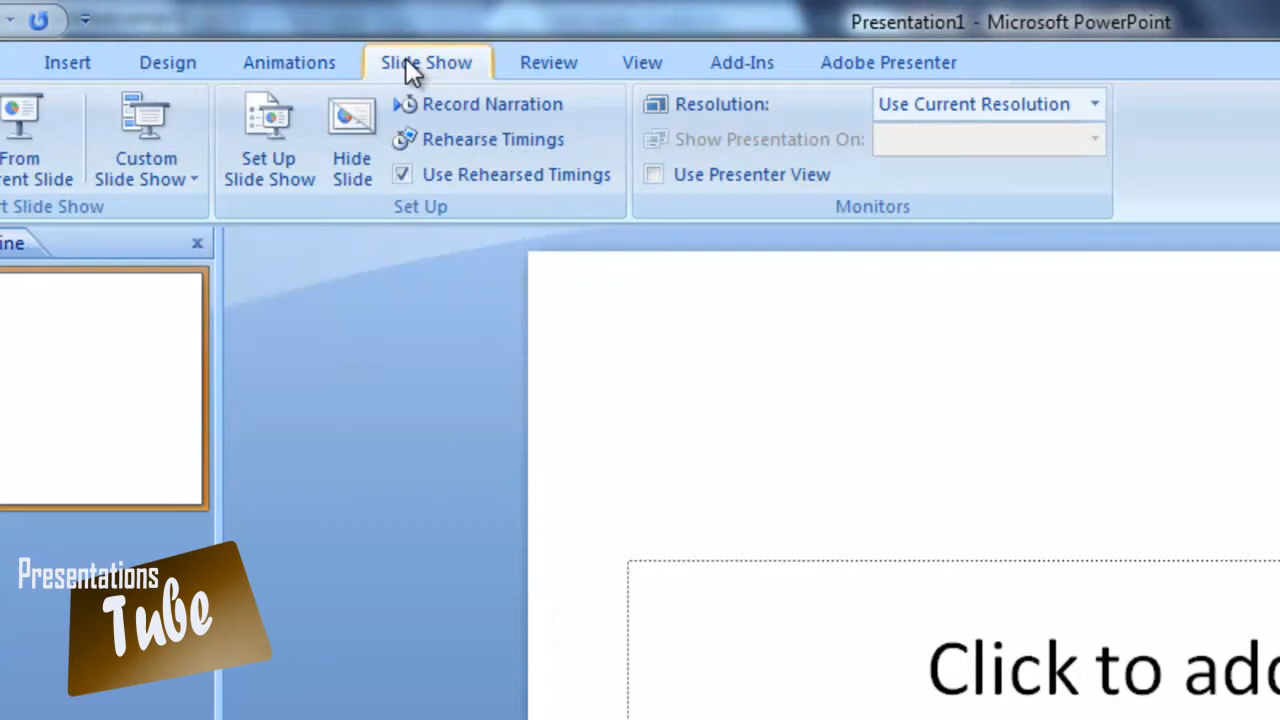 Presentation1 - Microsoft PowerPoint
Insert Design Animations Slide Show Review View Add-Ins Adobe Presenter
From
ent Slide
Custom
Slide Show
Set Up
Slide Show
Hide
Slide
Record Narration
Rehearse Timings
Use Rehearsed Timings
Resolution: Use Current Resolution
Show Presentation On:
Use Presenter View
t Slide Show Set Up Monitors
ine x
Presentations
Tube
Click to add